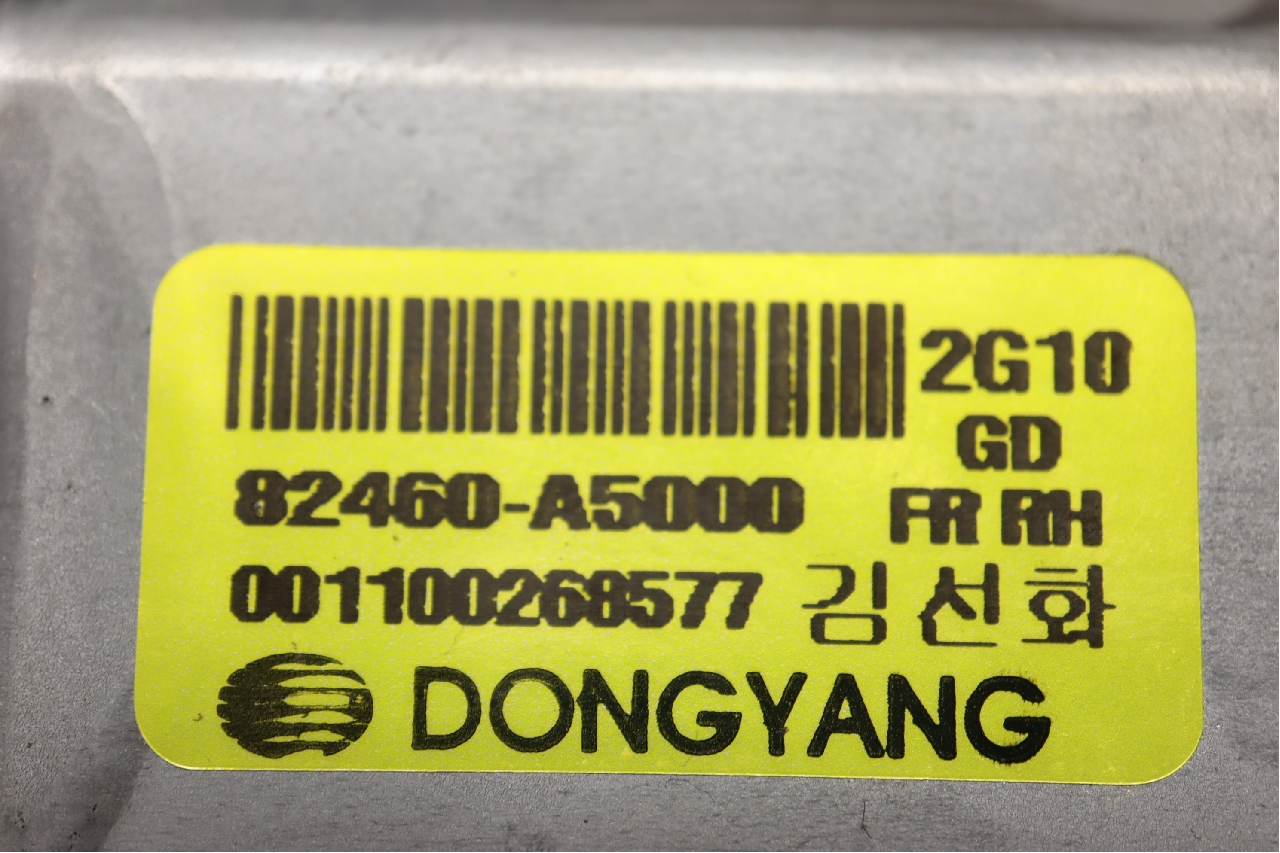 2G10
GD
82460-A5000 FR RH
001100268577 김선화
DONGYANG